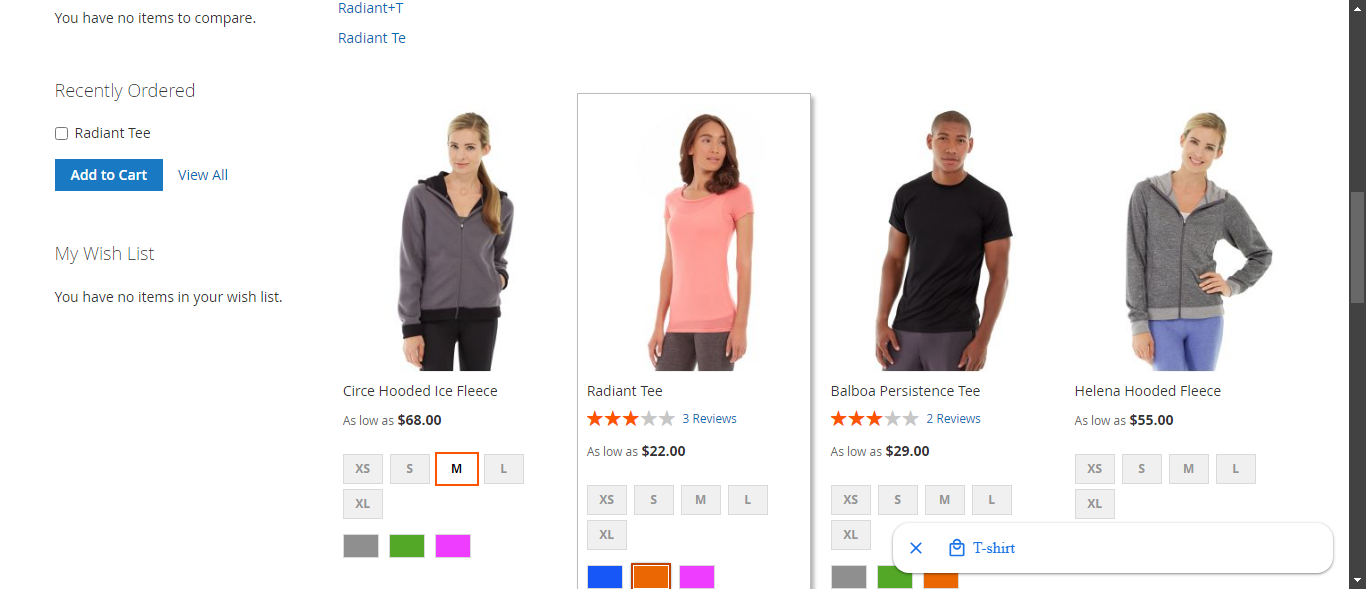 You have no items to compare.
Radiant+T
Radiant Te
Recently Ordered
Radiant Tee
Add to Cart View All
My Wish List
You have no items in your wish list.
Circe Hooded Ice Fleece
As low as $68.00
XS S M L
XL
Radiant Tee
3 Reviews
As low as $22.00
XS S M L
XL
Balboa Persistence Tee
2 Reviews
As low as $29.00
XS S M L
XL
Helena Hooded Fleece
As low as $55.00
XS S M L
XL
T-shirt